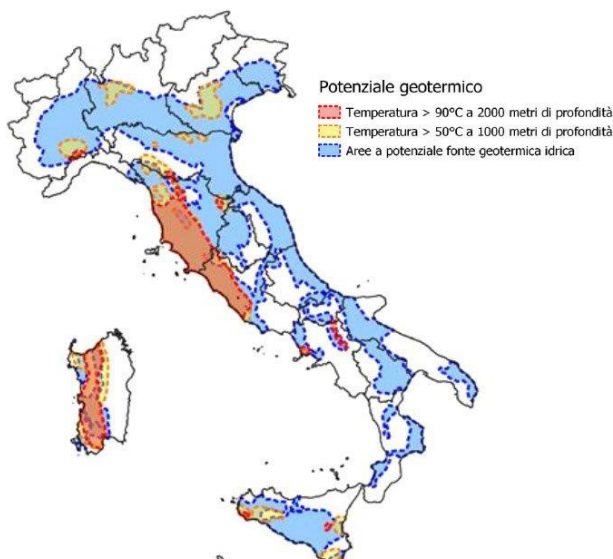 Potenziale geotermico
Temperatura > 90°C a 2000 metri di profondità
Temperatura > 50°C a 1000 metri di profondità
Aree a potenziale fonte geotermica idrica